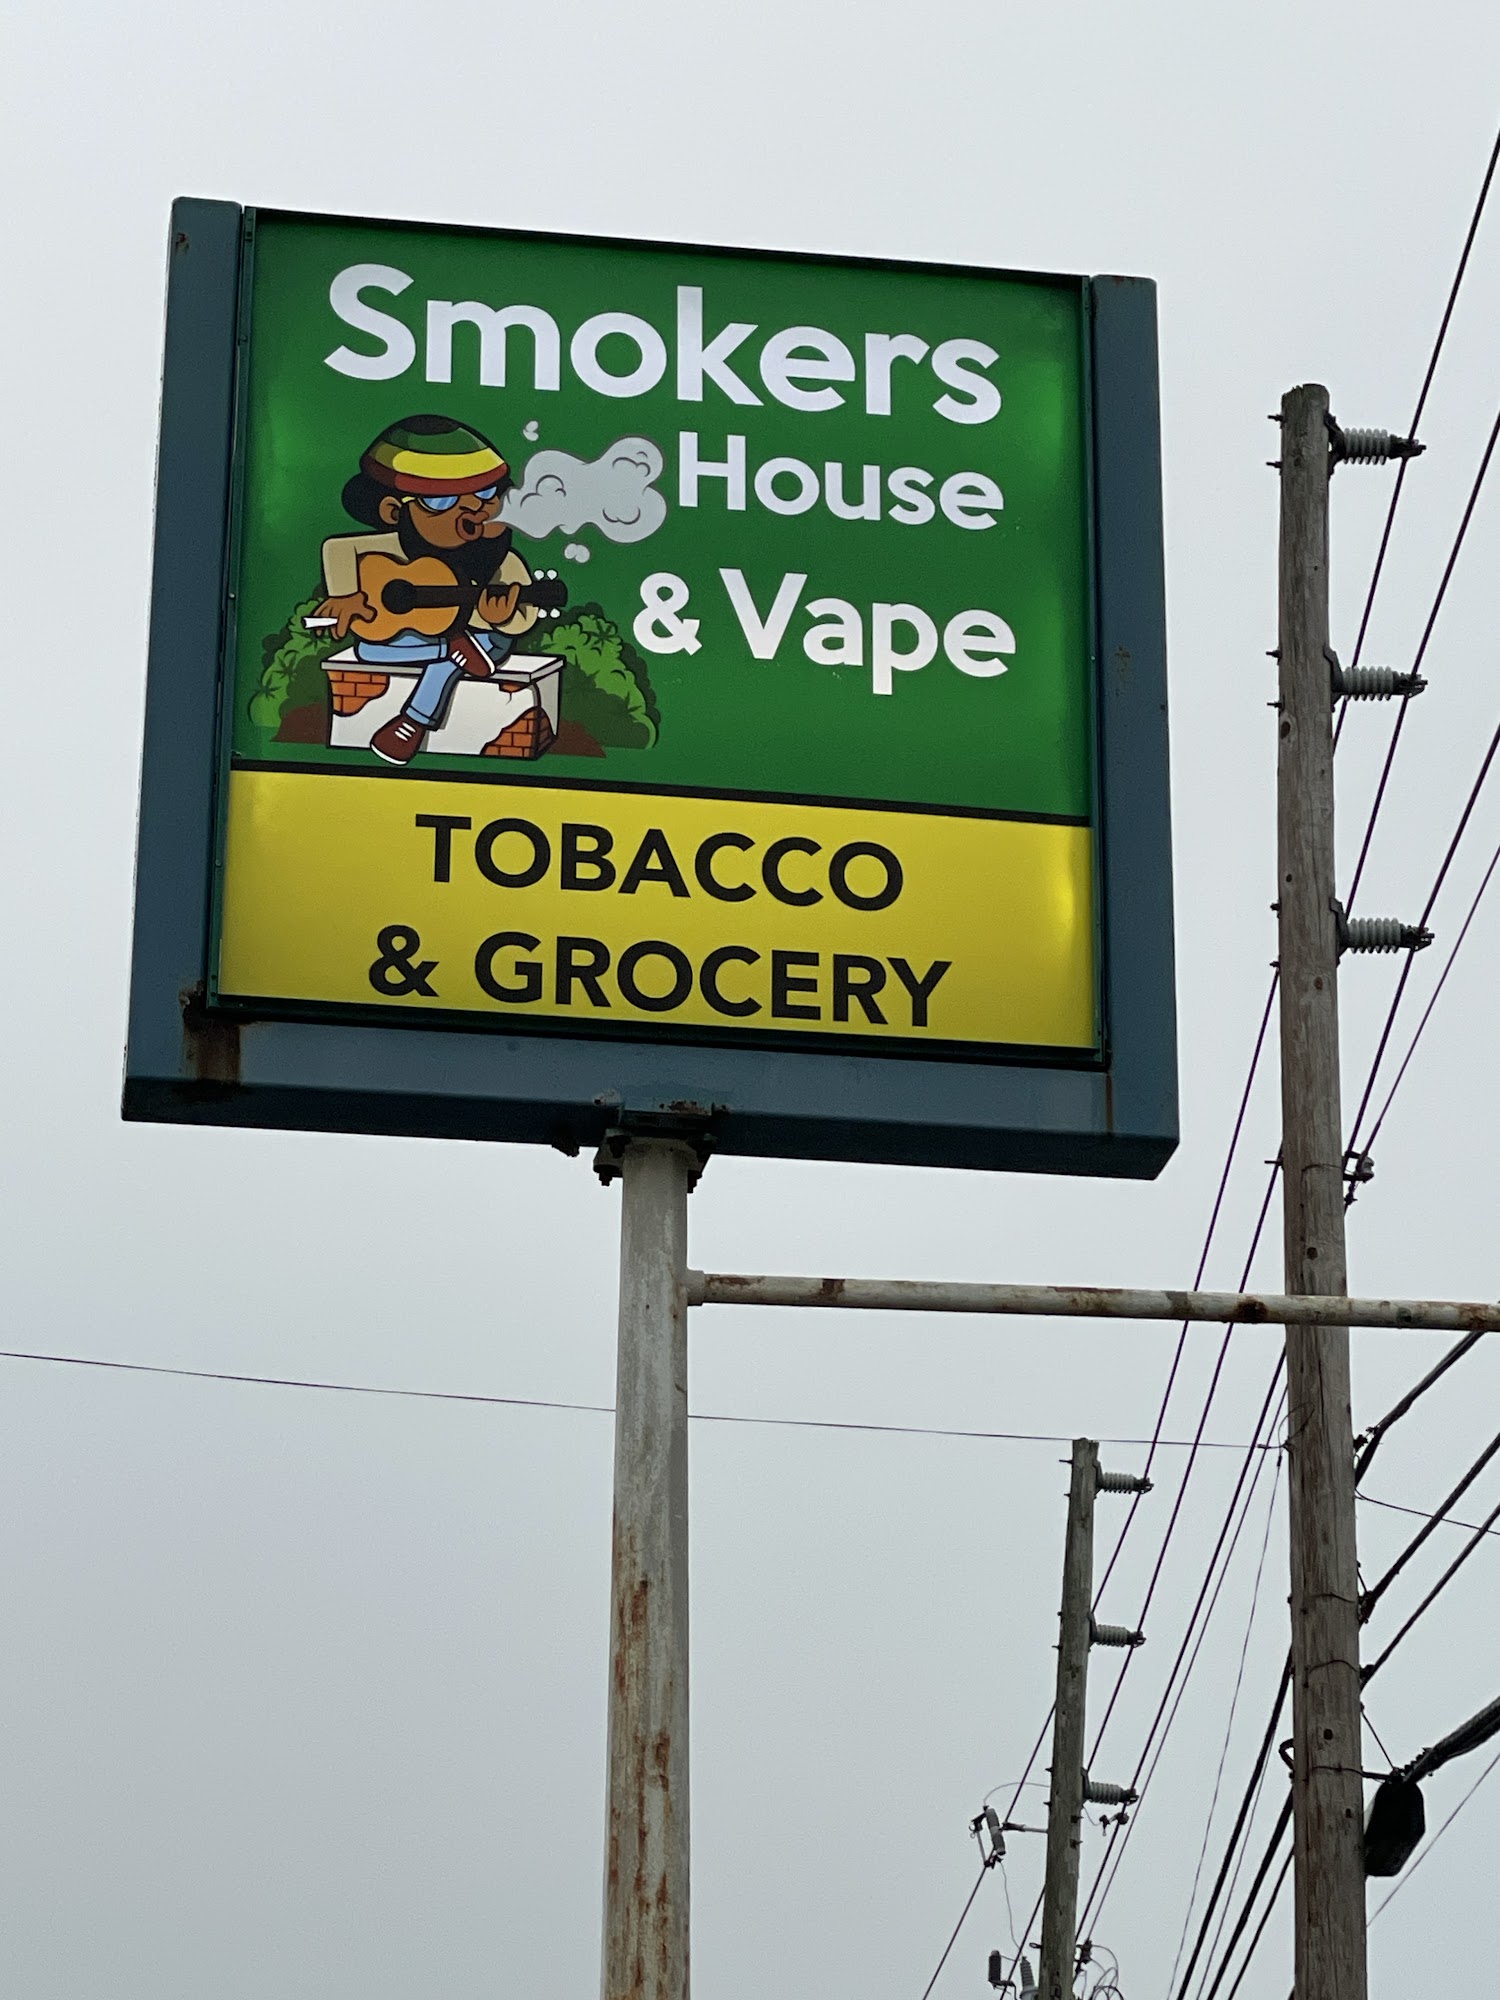 Smokers
House
& Vape
TOBACCO
& GROCERY